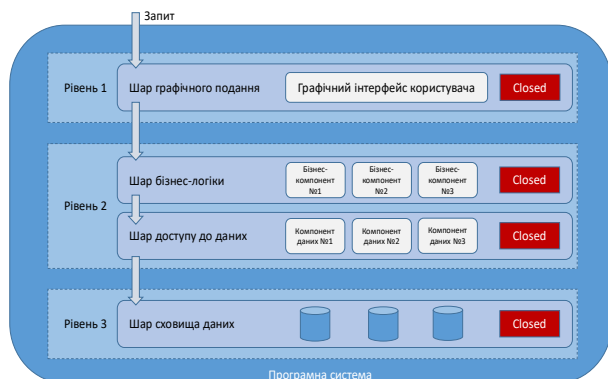 Запит
Рівень 1
Шар графічного подання
Графічний інтерфейс користувача
Closed
Рівень 2
Шар бізнес-логіки
Бізнес-
компонент
№1
Бізнес-
компонент
№2
Бізнес-
компонент
№3
Closed
Шар доступу до даних
Компонент
даних №1
Компонент
даних №2
Компонент
даних №3
Closed
Рівень 3
Шар сховища даних
Closed
Програмна система